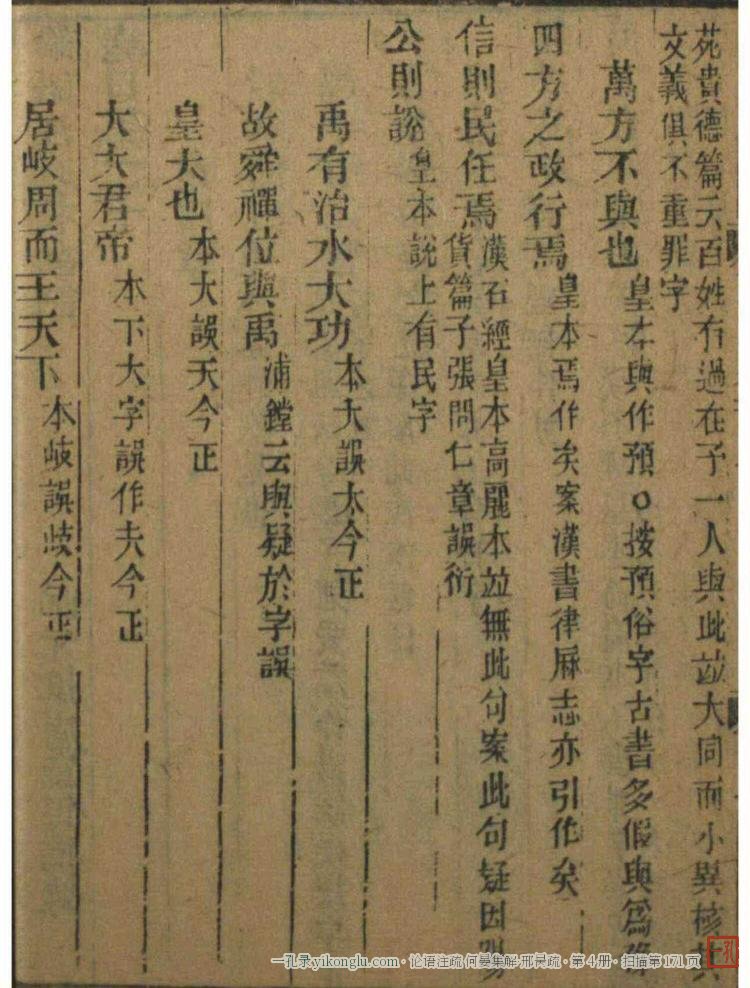 苑貴德篇云百姓有過在予一人與此並大同而小異核其
文義俱不重罪字
萬方不與也 皇本與作預○按預俗字古書多假與爲
四方之政行焉 皇本焉作矣案漢書律厤志亦引作矣
信則民任焉 漢石經皇本高麗本並無此句案此句疑因陽
貨篇子張問仁章誤衍
公則說 皇本說上有民字
禹有治水大功 本大誤太今正
故舜禪位與禹 浦鏜云與疑於字誤
皇大也 本大誤天今正
大大君帝 本下大字誤作夫今正
居岐周而王天下 本岐誤歧今正
一孔录yikonglu.com·论语注疏·何晏集解·邢昺疏·第4册·扫描第171页
孔